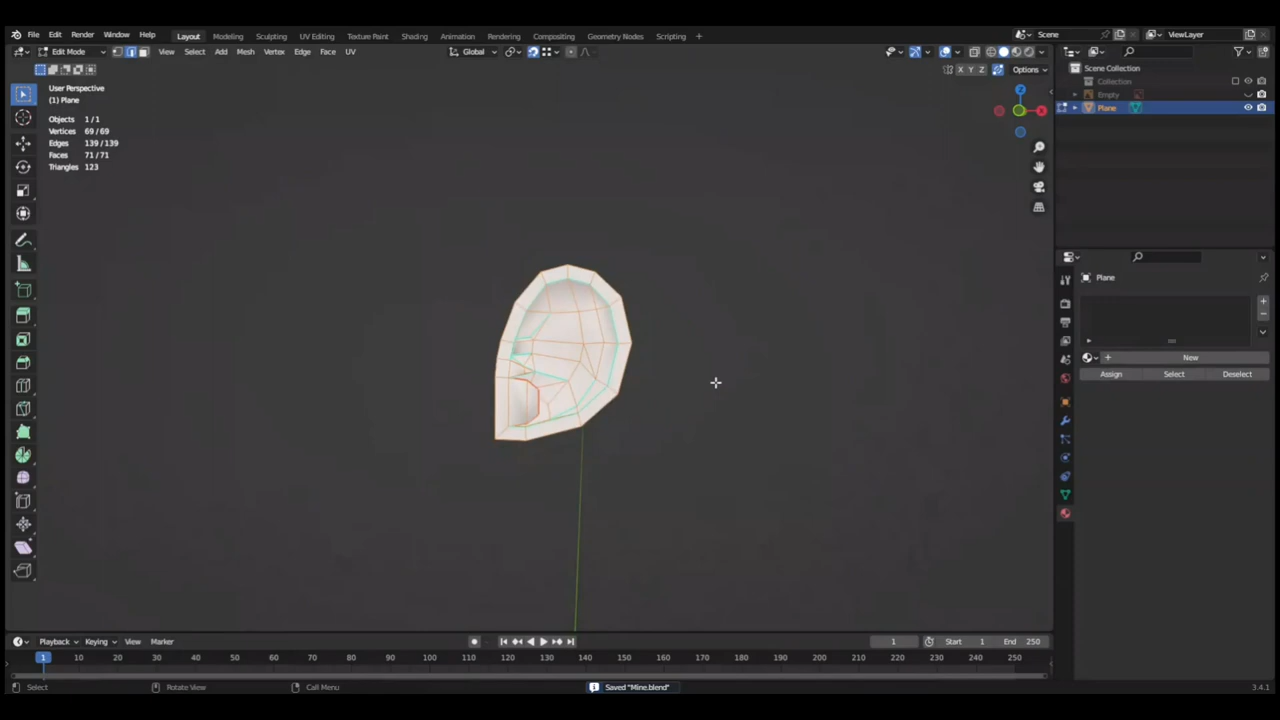 File Edit Render Window Help Layout Modeling Sculpting UV Editing Texture Paint Shading Animation Rendering Compositing Geometry Nodes Scripting + Scene ViewLayer
Edit Mode View Select Add Mesh Vertex Edge Face UV Global
X Y Z Options
Scene Collection
Collection
Empty
Plane
User Perspective
(1) Plane
Objects 1 / 1
Vertices 69 / 69
Edges 139 / 139
Faces 71 / 71
Triangles 123
Z
X
Plane
+ New
Assign Select Deselect
Playback Keying View Marker 1 Start 1 End 250
1 10 20 30 40 50 60 70 80 90 100 110 120 130 140 150 160 170 180 190 200 210 220 230 240 250
Select Rotate View Call Menu Saved "Mine.blend" 3.4.1